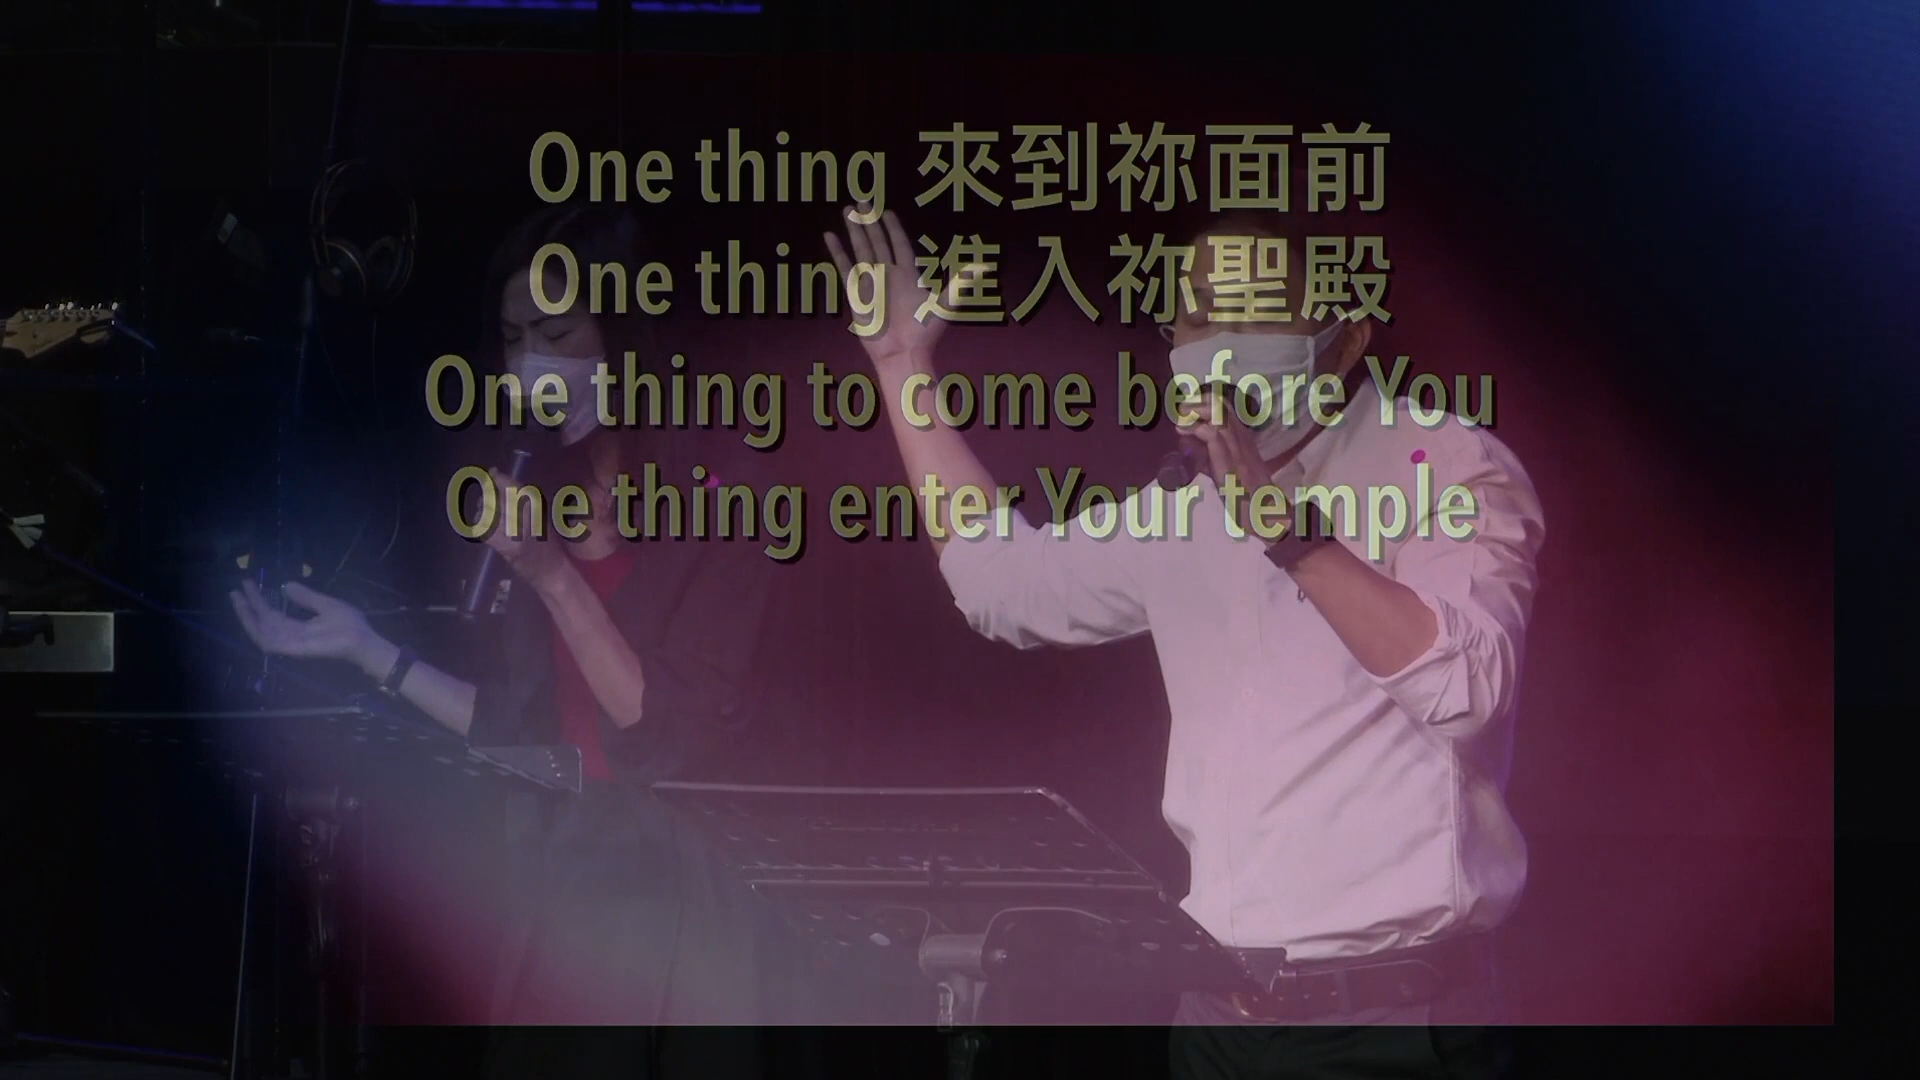 One thing 來到祢面前
One thing 進入祢聖殿
One thing to come before You
One thing enter Your temple